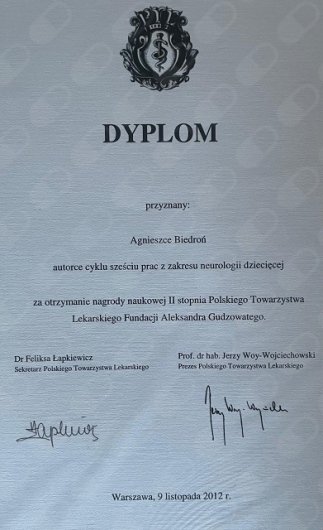 PTL
DYPLOM
przyznany:
Agnieszce Biedroń
autorce cyklu sześciu prac z zakresu neurologii dziecięcej
za otrzymanie nagrody naukowej II stopnia Polskiego Towarzystwa
Lekarskiego Fundacji Aleksandra Gudzowatego.
Dr Feliksa Łapkiewicz
Sekretarz Polskiego Towarzystwa Lekarskiego
Prof. dr hab. Jerzy Woy-Wojciechowski
Prezes Polskiego Towarzystwa Lekarskiego
Warszawa, 9 listopada 2012 r.